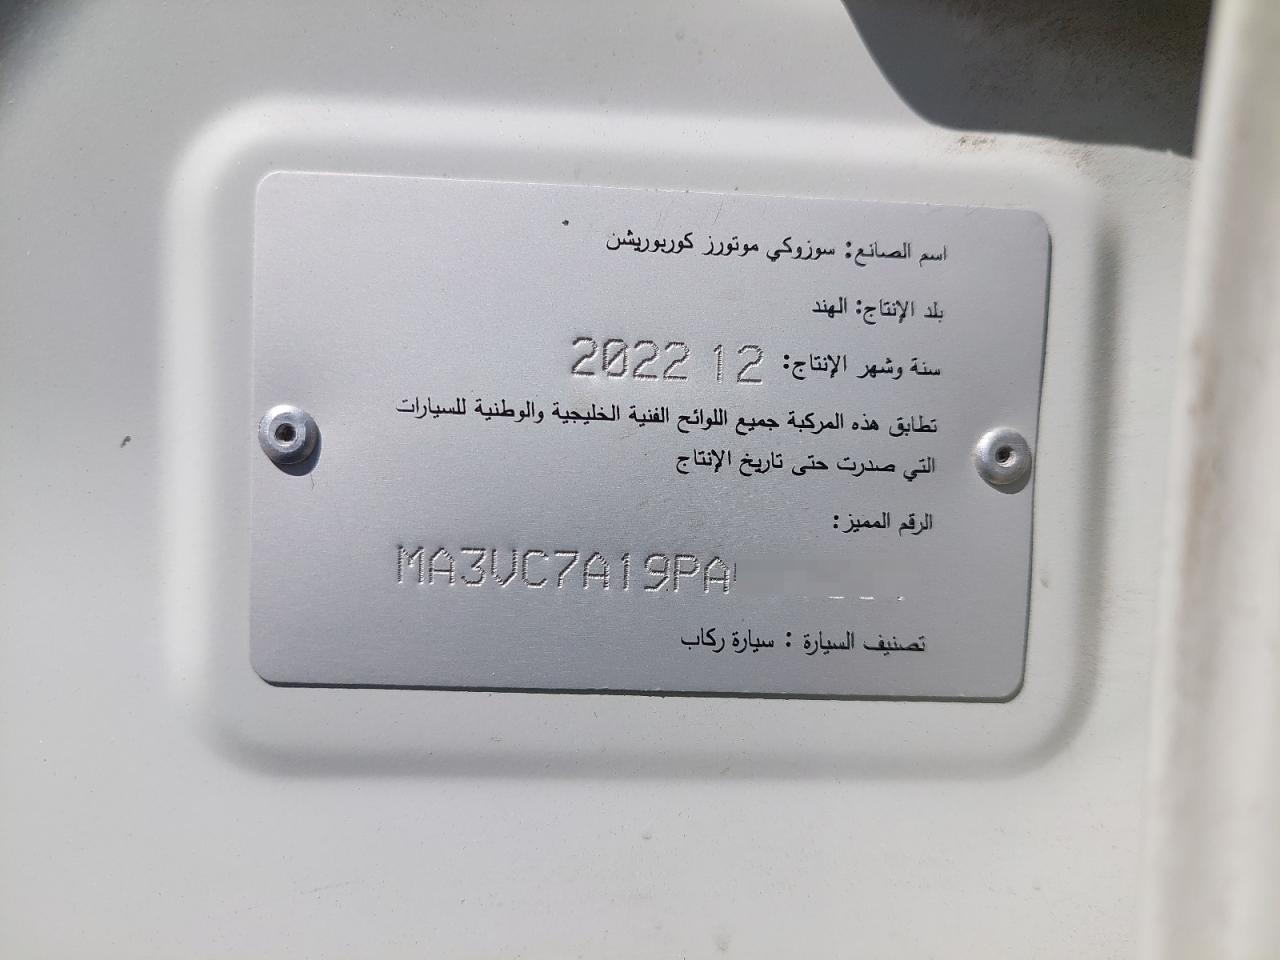 اسم الصانع: سوزوكي موتورز كوربوريشن
بلد الإنتاج: الهند
سنة وشهر الإنتاج: 2022 12
تطابق هذه المركبة جميع اللوائح الفنية الخليجية والوطنية للسيارات
التي صدرت حتى تاريخ الإنتاج
الرقم المميز:
MA3VC7A19PA
تصنيف السيارة : سيارة ركاب